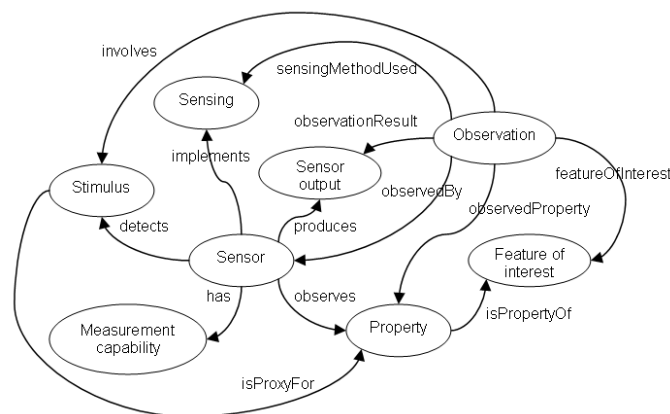 involves
sensingMethodUsed
Sensing
observationResult
Observation
implements
Sensor
output
featureOfInterest
Stimulus
observedBy
observedProperty
detects
produces
Sensor
Feature of
interest
has
observes
Measurement
capability
Property
isPropertyOf
isProxyFor